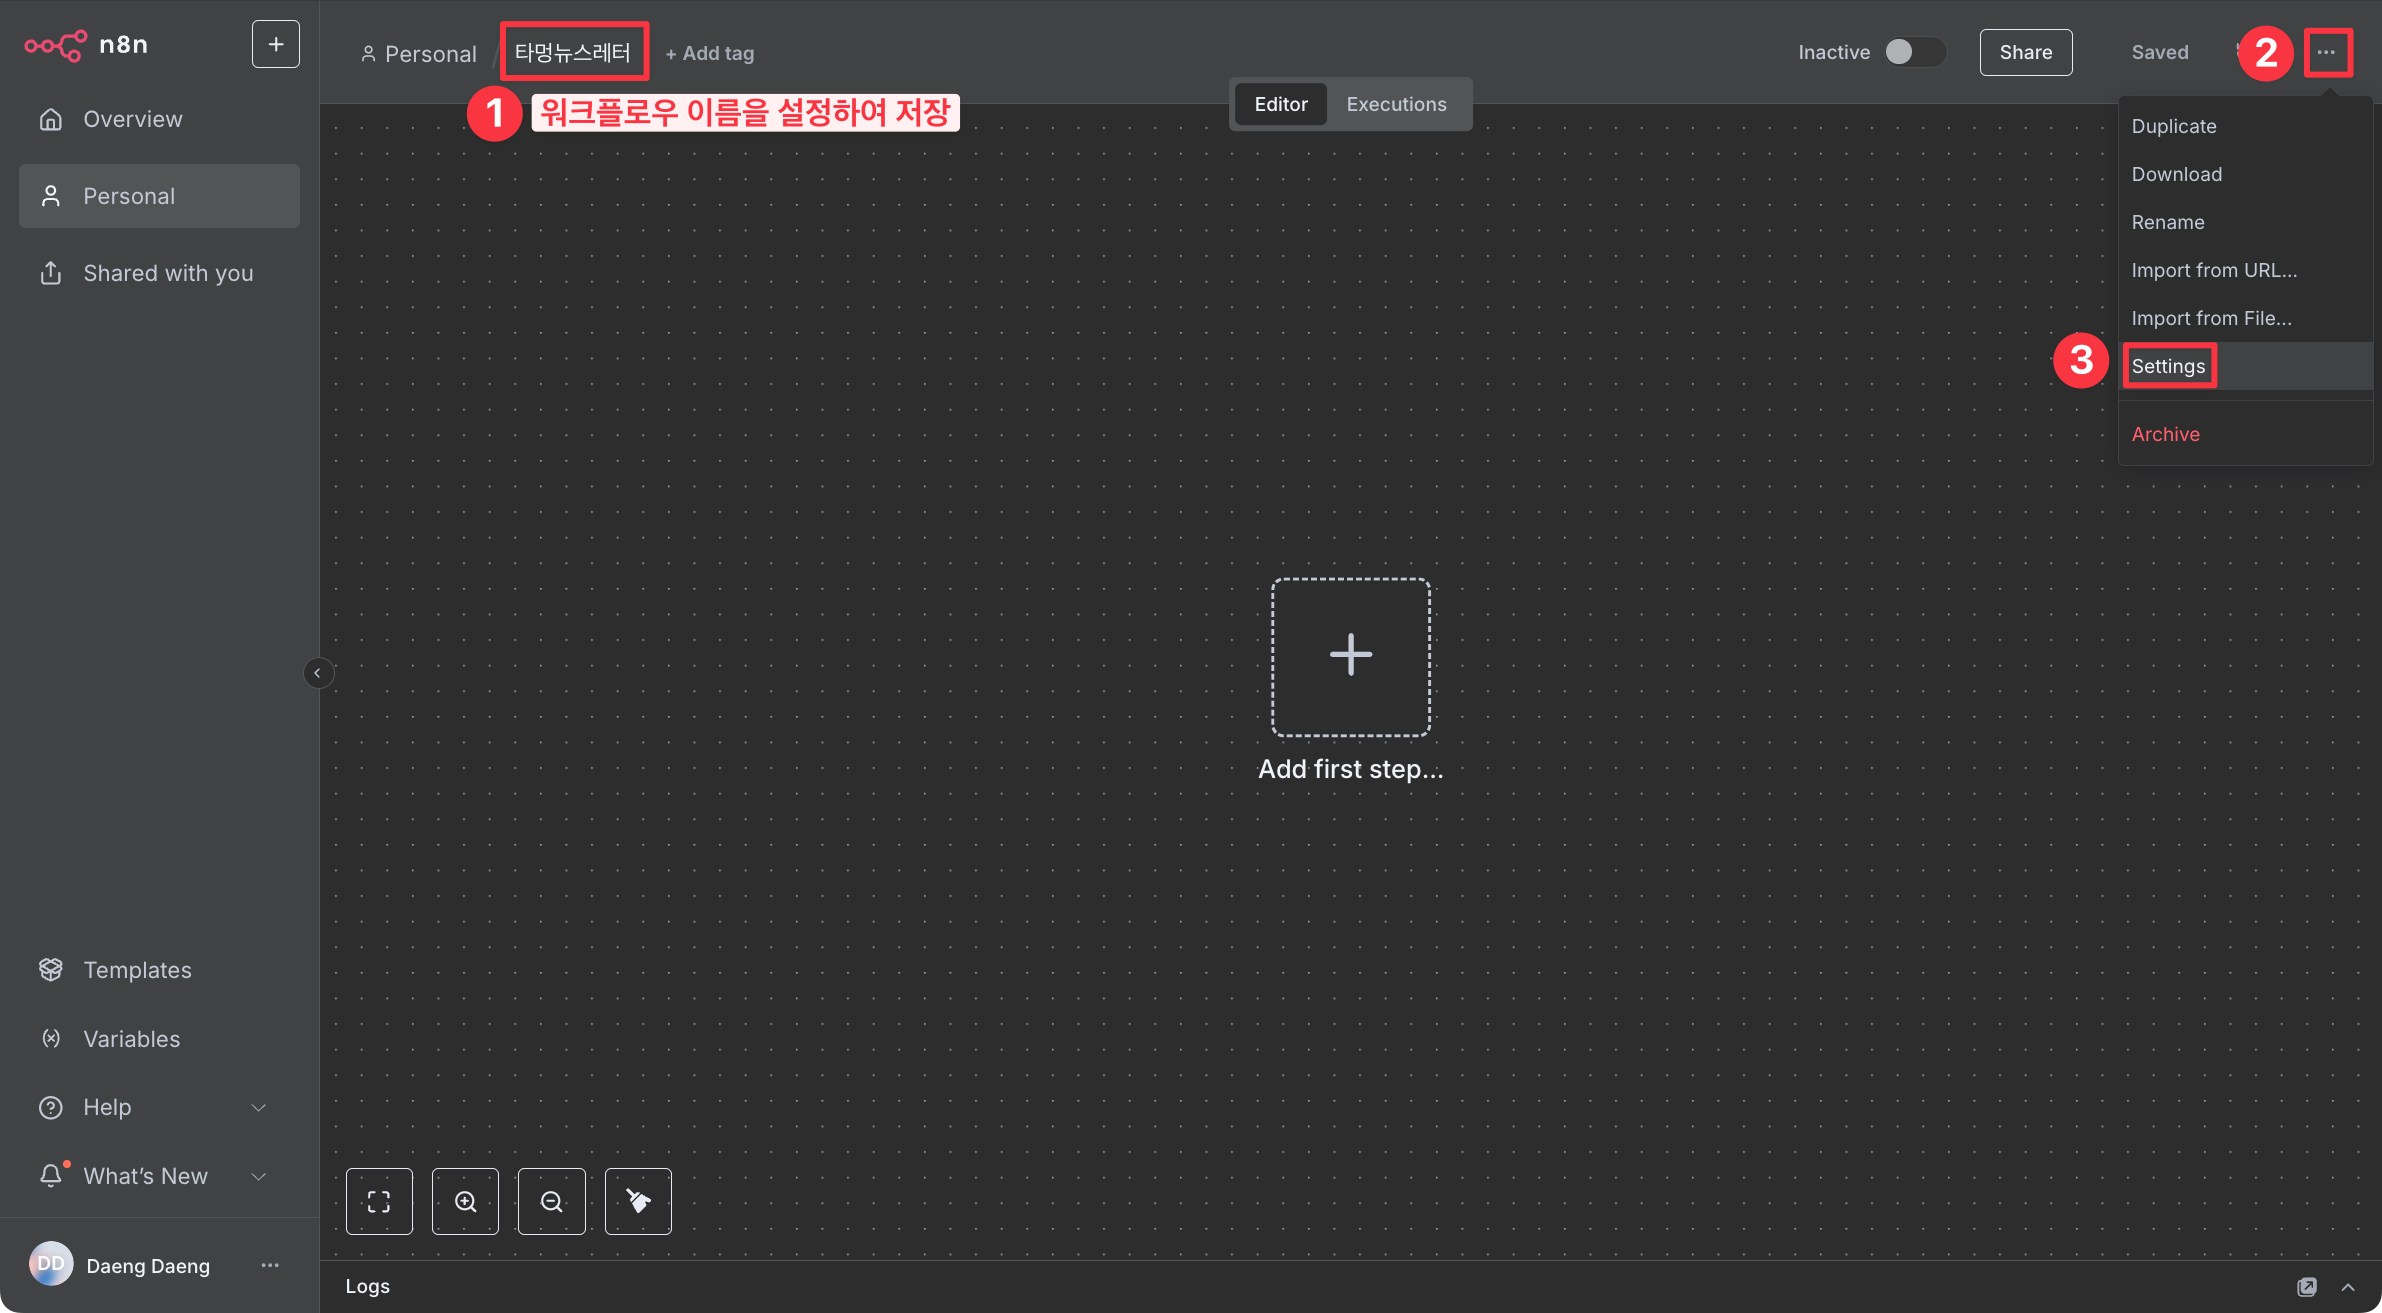 n8n
Overview
Personal
Shared with you
Templates
Variables
Help
What's New
DD
Daeng Daeng
Personal
/
타멍뉴스레터
+ Add tag
1
워크플로우 이름을 설정하여 저장
Editor
Executions
Inactive
Share
Saved
2
Duplicate
Download
Rename
Import from URL...
Import from File...
3
Settings
Archive
Add first step...
Logs